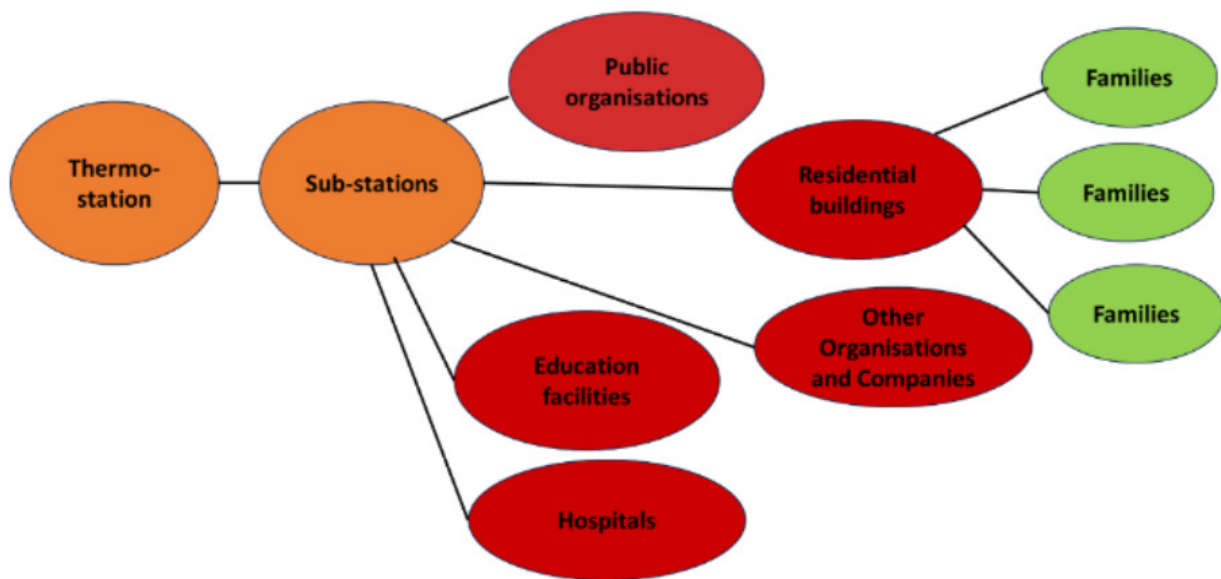 Thermo-
station
Sub-stations
Public
organisations
Residential
buildings
Families
Families
Families
Other
Organisations
and Companies
Education
facilities
Hospitals